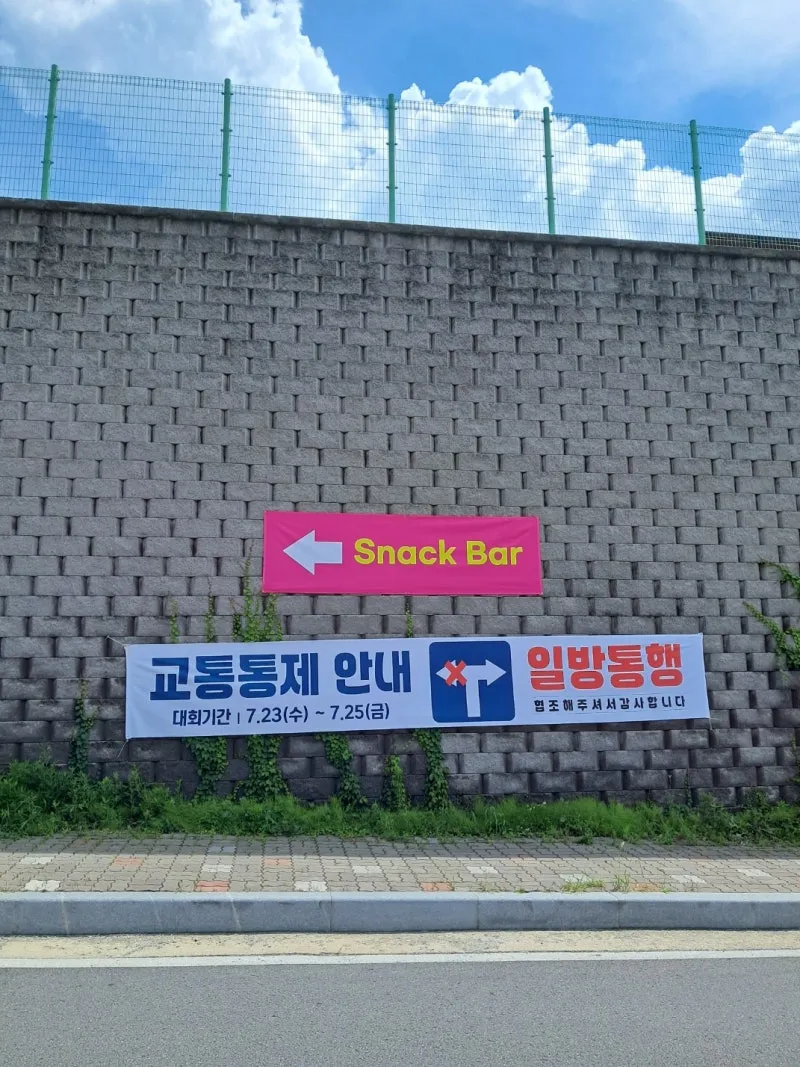 Snack Bar
교통통제 안내
대회기간 | 7.23(수) ~ 7.25(금)
일방통행
협조해주셔서감사합니다